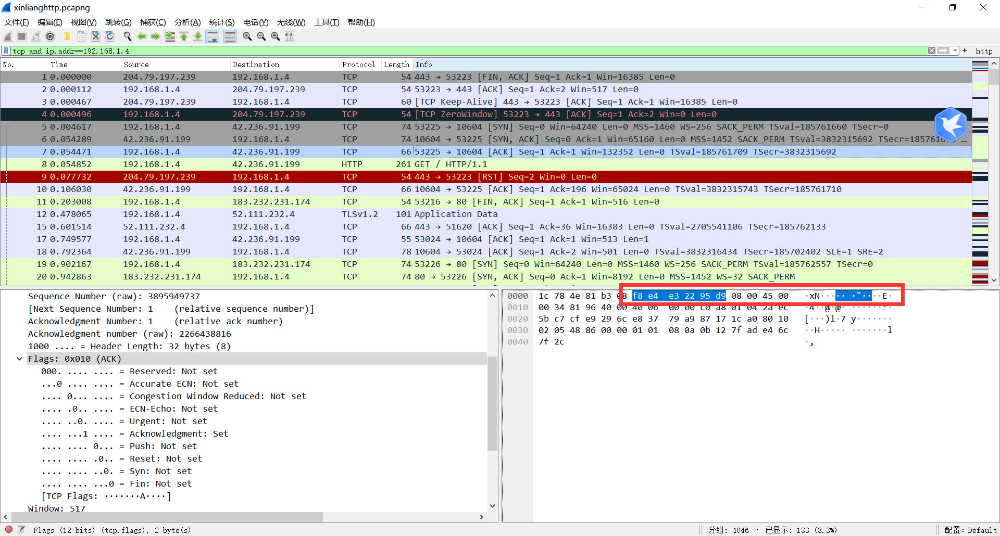 xinlianghttp.pcapng
文件(F) 编辑(E) 视图(V) 跳转(G) 捕获(C) 分析(A) 统计(S) 电话(Y) 无线(W) 工具(T) 帮助(H)
tcp and ip.addr==192.168.1.4 + http
No. Time Source Destination Protocol Length Info
1 0.000000 204.79.197.239 192.168.1.4 TCP 54 443 → 53223 [FIN, ACK] Seq=1 Ack=1 Win=16385 Len=0
2 0.000112 192.168.1.4 204.79.197.239 TCP 54 53223 → 443 [ACK] Seq=1 Ack=2 Win=517 Len=0
3 0.000467 204.79.197.239 192.168.1.4 TCP 60 [TCP Keep-Alive] 443 → 53223 [ACK] Seq=1 Ack=1 Win=16385 Len=0
4 0.000496 192.168.1.4 204.79.197.239 TCP 54 [TCP ZeroWindow] 53223 → 443 [ACK] Seq=1 Ack=2 Win=0 Len=0
5 0.004617 192.168.1.4 42.236.91.199 TCP 74 53225 → 10604 [SYN] Seq=0 Win=64240 Len=0 MSS=1460 WS=256 SACK_PERM TSval=185761660 TSecr=0
6 0.054289 42.236.91.199 192.168.1.4 TCP 74 10604 → 53225 [SYN, ACK] Seq=0 Ack=1 Win=65160 Len=0 MSS=1452 SACK_PERM TSval=3832315692 …
7 0.054471 192.168.1.4 42.236.91.199 TCP 66 53225 → 10604 [ACK] Seq=1 Ack=1 Win=132352 Len=0 TSval=185761709 TSecr=3832315692
8 0.054852 192.168.1.4 42.236.91.199 HTTP 261 GET / HTTP/1.1
9 0.077732 204.79.197.239 192.168.1.4 TCP 54 443 → 53223 [RST] Seq=2 Win=0 Len=0
10 0.106030 42.236.91.199 192.168.1.4 TCP 66 10604 → 53225 [ACK] Seq=1 Ack=196 Win=65024 Len=0 TSval=3832315743 TSecr=185761710
11 0.203008 192.168.1.4 183.232.231.174 TCP 54 53216 → 80 [FIN, ACK] Seq=1 Ack=1 Win=516 Len=0
12 0.478065 192.168.1.4 52.111.232.4 TLSv1.2 101 Application Data
15 0.601514 52.111.232.4 192.168.1.4 TCP 66 443 → 51620 [ACK] Seq=1 Ack=36 Win=16383 Len=0 TSval=2705541106 TSecr=185762133
17 0.749577 192.168.1.4 42.236.91.199 TCP 55 53024 → 10604 [ACK] Seq=1 Ack=1 Win=513 Len=1
18 0.792364 42.236.91.199 192.168.1.4 TCP 78 10604 → 53024 [ACK] Seq=1 Ack=2 Win=501 Len=0 TSval=3832316434 TSecr=185702402 SLE=1 SRE=2
19 0.902167 192.168.1.4 183.232.231.174 TCP 74 53226 → 80 [SYN] Seq=0 Win=64240 Len=0 MSS=1460 WS=256 SACK_PERM TSval=185762557 TSecr=0
20 0.942863 183.232.231.174 192.168.1.4 TCP 74 80 → 53226 [SYN, ACK] Seq=0 Ack=1 Win=8192 Len=0 MSS=1452 WS=32 SACK_PERM
Sequence Number (raw): 3895949737
[Next Sequence Number: 1 (relative sequence number)]
Acknowledgment Number: 1 (relative ack number)
Acknowledgment number (raw): 2266438816
1000 .... = Header Length: 32 bytes (8)
Flags: 0x010 (ACK)
000. .... .... = Reserved: Not set
...0 .... .... = Accurate ECN: Not set
.... 0... .... = Congestion Window Reduced: Not set
.... .0.. .... = ECN-Echo: Not set
.... ..0. .... = Urgent: Not set
.... ...1 .... = Acknowledgment: Set
.... .... 0... = Push: Not set
.... .... .0.. = Reset: Not set
.... .... ..0. = Syn: Not set
.... .... ...0 = Fin: Not set
[TCP Flags: ·······A····]
Window: 517
0000 1c 78 4e 81 b3 08 f8 e4 e3 22 95 d9 08 00 45 00 ·xN····· ·"····E·
0010 00 34 81 96 40 00 40 06 00 00 c0 a8 01 04 2a ec ·4··@·@· ······*·
0020 5b c7 cf e9 29 6c e8 37 79 a9 87 17 1c a0 80 10 [···)l·7 y·······
0030 02 05 48 86 00 00 01 01 08 0a 0b 12 7f ad e4 6c ··H····· ·······l
0040 7f 2c ·,
Flags (12 bits) (tcp.flags), 2 byte(s) 分组: 4046 · 已显示: 133 (3.3%) 配置: Default